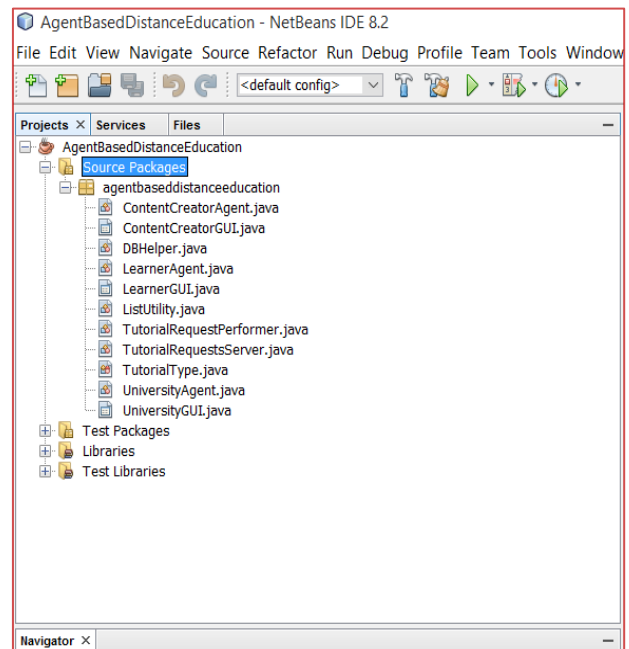 AgentBasedDistanceEducation - NetBeans IDE 8.2
File Edit View Navigate Source Refactor Run Debug Profile Team Tools Window
<default config>
Projects Services Files
AgentBasedDistanceEducation
Source Packages
agentbaseddistanceeducation
ContentCreatorAgent.java
ContentCreatorGUI.java
DBHelper.java
LearnerAgent.java
LearnerGUI.java
ListUtility.java
TutorialRequestPerformer.java
TutorialRequestsServer.java
TutorialType.java
UniversityAgent.java
UniversityGUI.java
Test Packages
Libraries
Test Libraries
Navigator